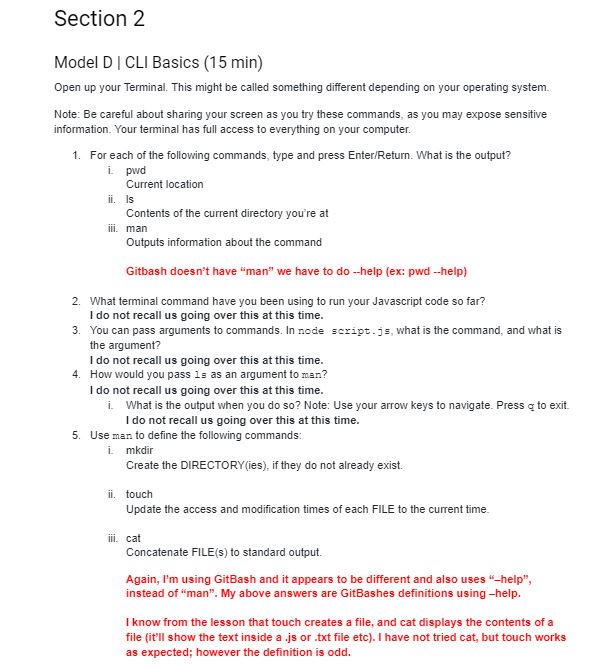 Section 2
Model D | CLI Basics (15 min)
Open up your Terminal. This might be called something different depending on your operating system.
Note: Be careful about sharing your screen as you try these commands, as you may expose sensitive
information. Your terminal has full access to everything on your computer.
1. For each of the following commands, type and press Enter/Return. What is the output?
i. pwd
Current location
ii. ls
Contents of the current directory you're at
iii. man
Outputs information about the command
Gitbash doesn't have "man" we have to do --help (ex: pwd --help)
2. What terminal command have you been using to run your Javascript code so far?
I do not recall us going over this at this time.
3. You can pass arguments to commands. In node script.js, what is the command, and what is
the argument?
I do not recall us going over this at this time.
4. How would you pass ls as an argument to man?
I do not recall us going over this at this time.
i. What is the output when you do so? Note: Use your arrow keys to navigate. Press q to exit.
I do not recall us going over this at this time.
5. Use man to define the following commands:
i. mkdir
Create the DIRECTORY(ies), if they do not already exist.
ii. touch
Update the access and modification times of each FILE to the current time.
iii. cat
Concatenate FILE(s) to standard output.
Again, I'm using GitBash and it appears to be different and also uses "–help",
instead of "man". My above answers are GitBashes definitions using –help.
I know from the lesson that touch creates a file, and cat displays the contents of a
file (it'll show the text inside a .js or .txt file etc). I have not tried cat, but touch works
as expected; however the definition is odd.